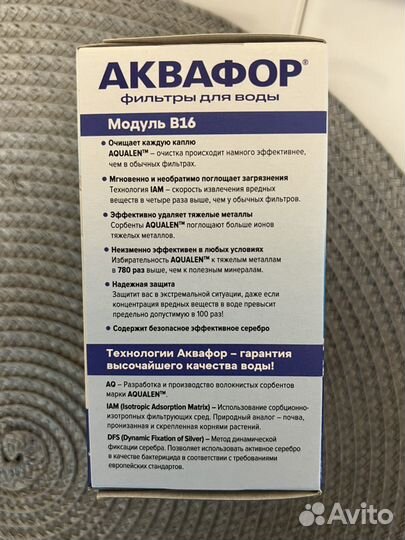 АКВАФОР®
фильтры для воды
Модуль В16
• Очищает каждую каплю
AQUALEN™ – очистка происходит намного эффективнее,
чем в обычных фильтрах.
• Мгновенно и необратимо поглощает загрязнения
Технология IAM – скорость извлечения вредных
веществ в четыре раза выше, чем у обычных фильтров.
• Эффективно удаляет тяжелые металлы
Сорбенты AQUALEN™ поглощают больше ионов
тяжелых металлов.
• Неизменно эффективен в любых условиях
Избирательность AQUALEN™ к тяжелым металлам
в 780 раз выше, чем к полезным минералам.
• Надежная защита
Защитит вас в экстремальной ситуации, даже если
концентрация вредных веществ в воде превысит
предельно допустимую в 100 раз!
• Содержит безопасное эффективное серебро
Технологии Аквафор – гарантия
высочайшего качества воды!
AQ – Разработка и производство волокнистых сорбентов
марки AQUALEN™.
IAM (Isotropic Adsorption Matrix) – Использование сорбционно-
изотропных фильтрующих сред. Природный аналог – почва,
пронизанная и скрепленная корнями растений.
DFS (Dynamic Fixation of Silver) – Метод динамической
фиксации серебра. Позволяет использовать активное серебро
в качестве бактерицида в соответствии с требованиями
европейских стандартов.
Avito